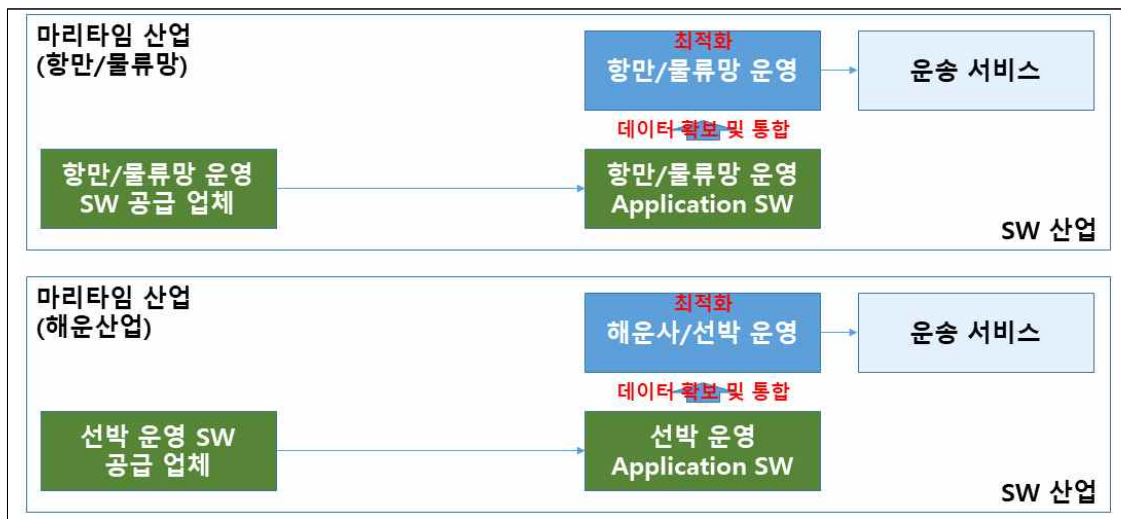 마리타임 산업
(항만/물류망)
최적화
항만/물류망 운영
운송 서비스
데이터 확보 및 통합
항만/물류망 운영
SW 공급 업체
항만/물류망 운영
Application SW
SW 산업
마리타임 산업
(해운산업)
최적화
해운사/선박 운영
운송 서비스
데이터 확보 및 통합
선박 운영 SW
공급 업체
선박 운영
Application SW
SW 산업